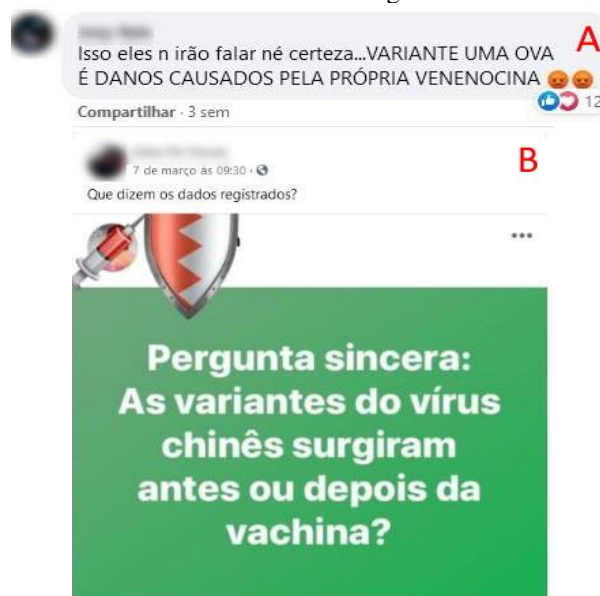 Isso eles n irão falar né certeza...VARIANTE UMA OVA
A
É DANOS CAUSADOS PELA PRÓPRIA VENENOCINA 😡😡
12
Compartilhar · 3 sem
B
7 de março às 09:30 ·
Que dizem os dados registrados?
Pergunta sincera:
As variantes do vírus
chinês surgiram
antes ou depois da
vachina?